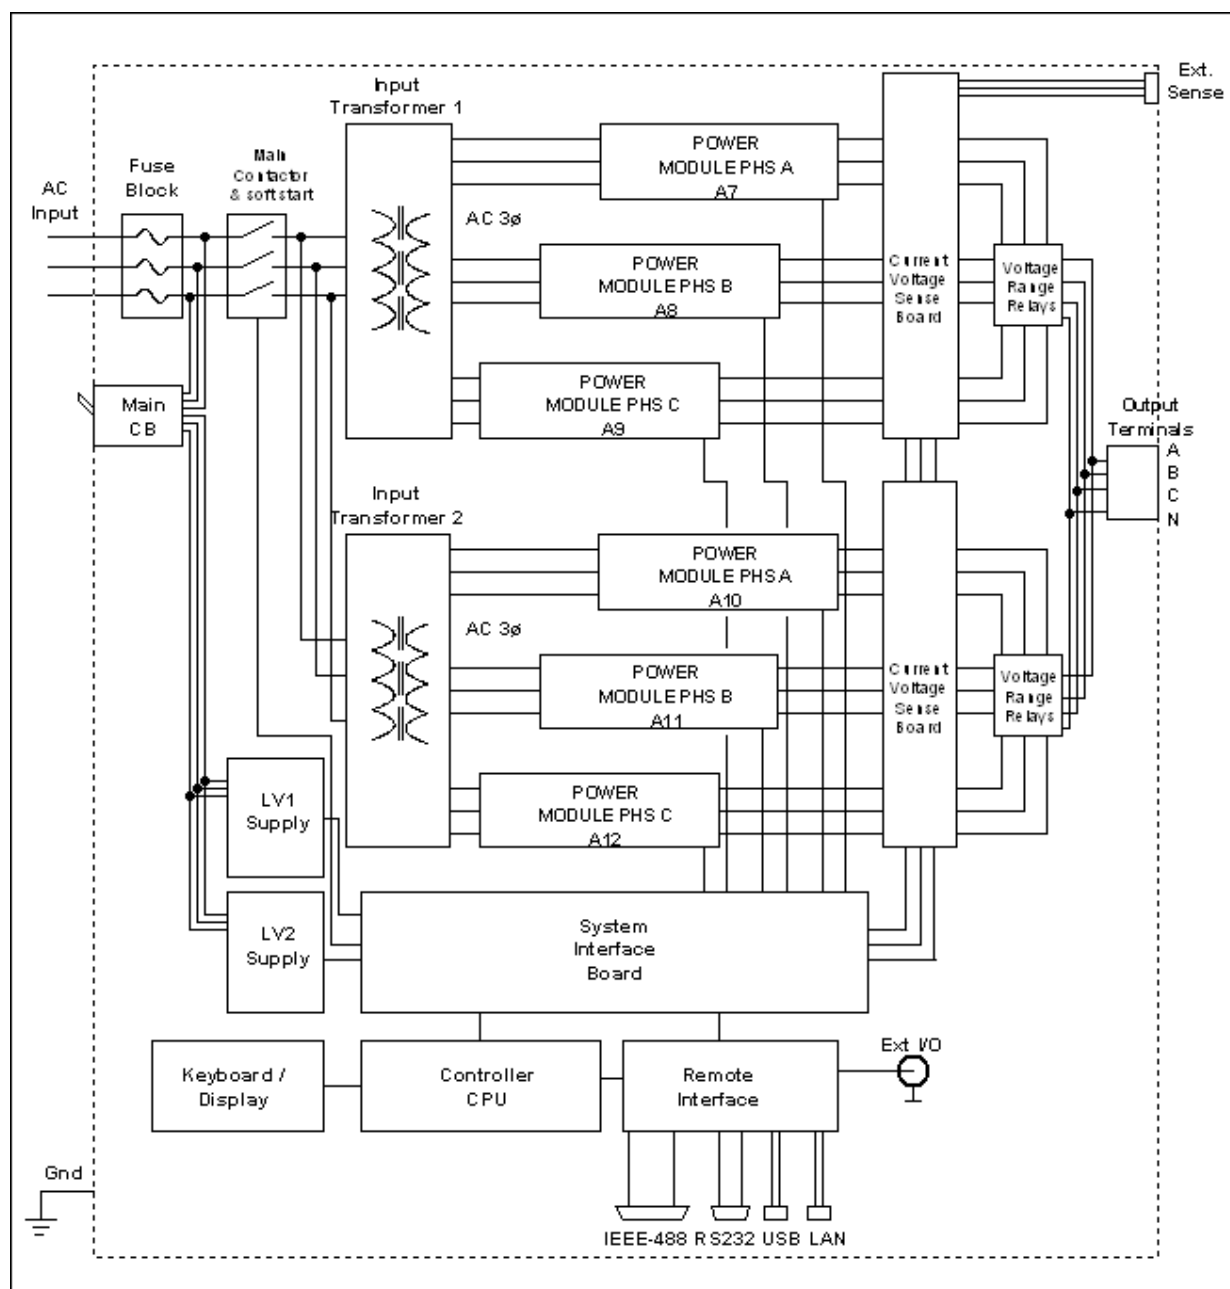 Ext.
Sense
Input
Transformer 1
Main
Contactor
& soft start
Fuse
Block
AC
Input
POWER
MODULE PHS A
A7
AC 3ø
POWER
MODULE PHS B
A8
Current
Voltage
Sense
Board
Voltage
Range
Relays
POWER
MODULE PHS C
A9
Main
CB
Output
Terminals
A
B
C
N
Input
Transformer 2
POWER
MODULE PHS A
A10
AC 3ø
POWER
MODULE PHS B
A11
Current
Voltage
Sense
Board
Voltage
Range
Relays
POWER
MODULE PHS C
A12
LV1
Supply
LV2
Supply
System
Interface
Board
Ext I/O
Keyboard /
Display
Controller
CPU
Remote
Interface
Gnd
IEEE-488 RS232 USB LAN